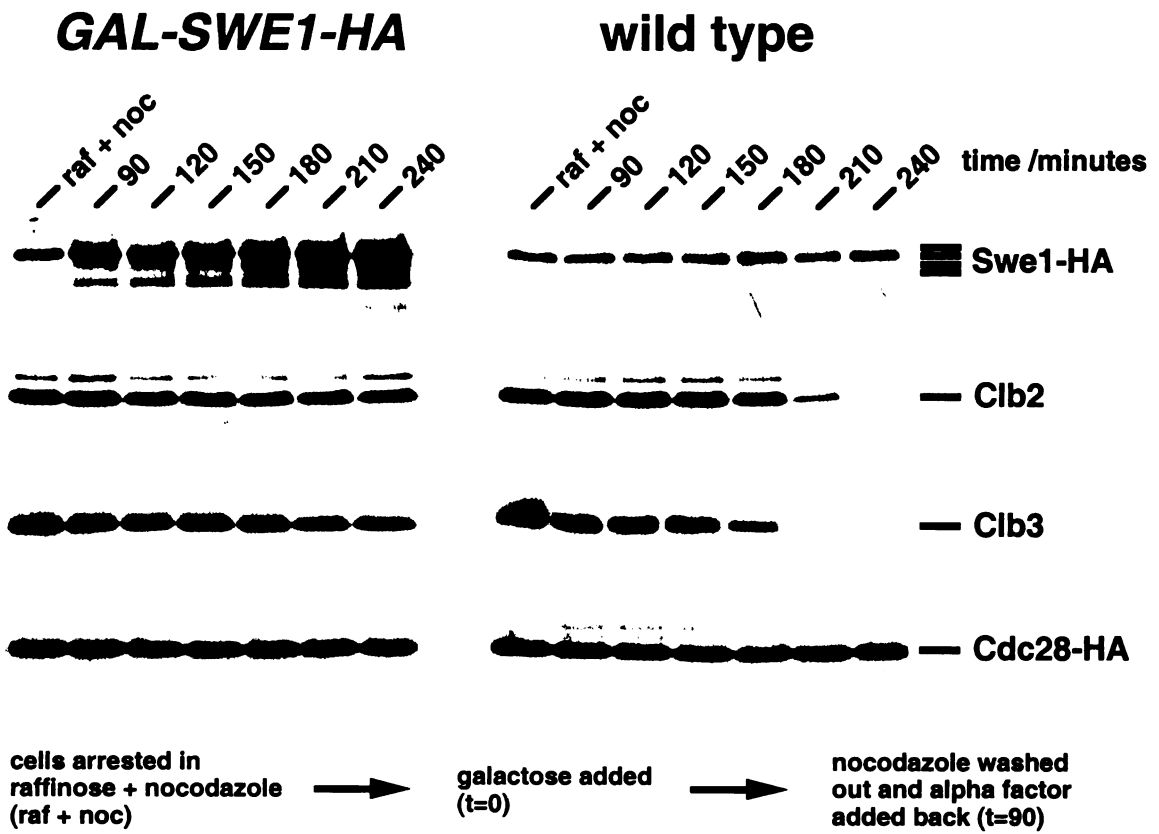 GAL-SWE1-HA
wild type
raf + noc 90 120 150 180 210 240
raf + noc 90 120 150 180 210 240
time /minutes
Swe1-HA
Clb2
Clb3
Cdc28-HA
cells arrested in
raffinose + nocodazole
(raf + noc)
galactose added
(t=0)
nocodazole washed
out and alpha factor
added back (t=90)